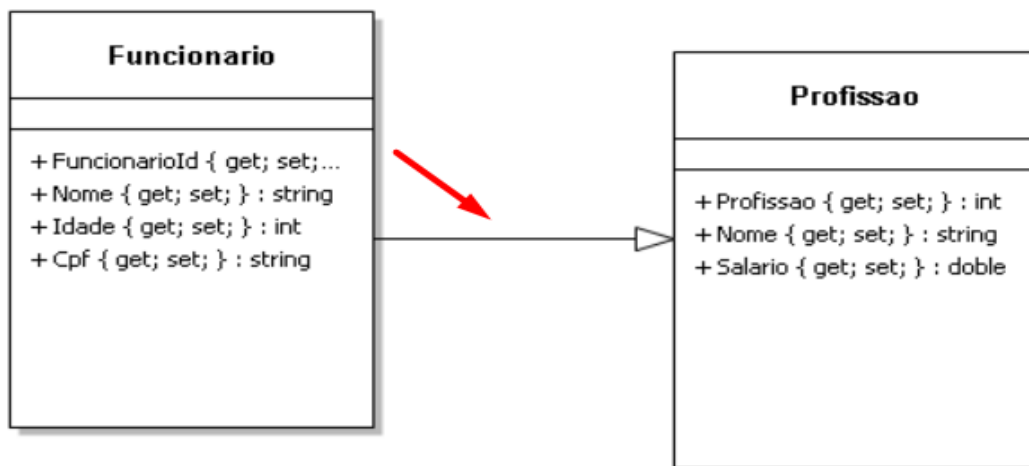 Funcionario
+ FuncionarioId { get; set;...
+ Nome { get; set; } : string
+ Idade { get; set; } : int
+ Cpf { get; set; } : string
Profissao
+ Profissao { get; set; } : int
+ Nome { get; set; } : string
+ Salario { get; set; } : doble